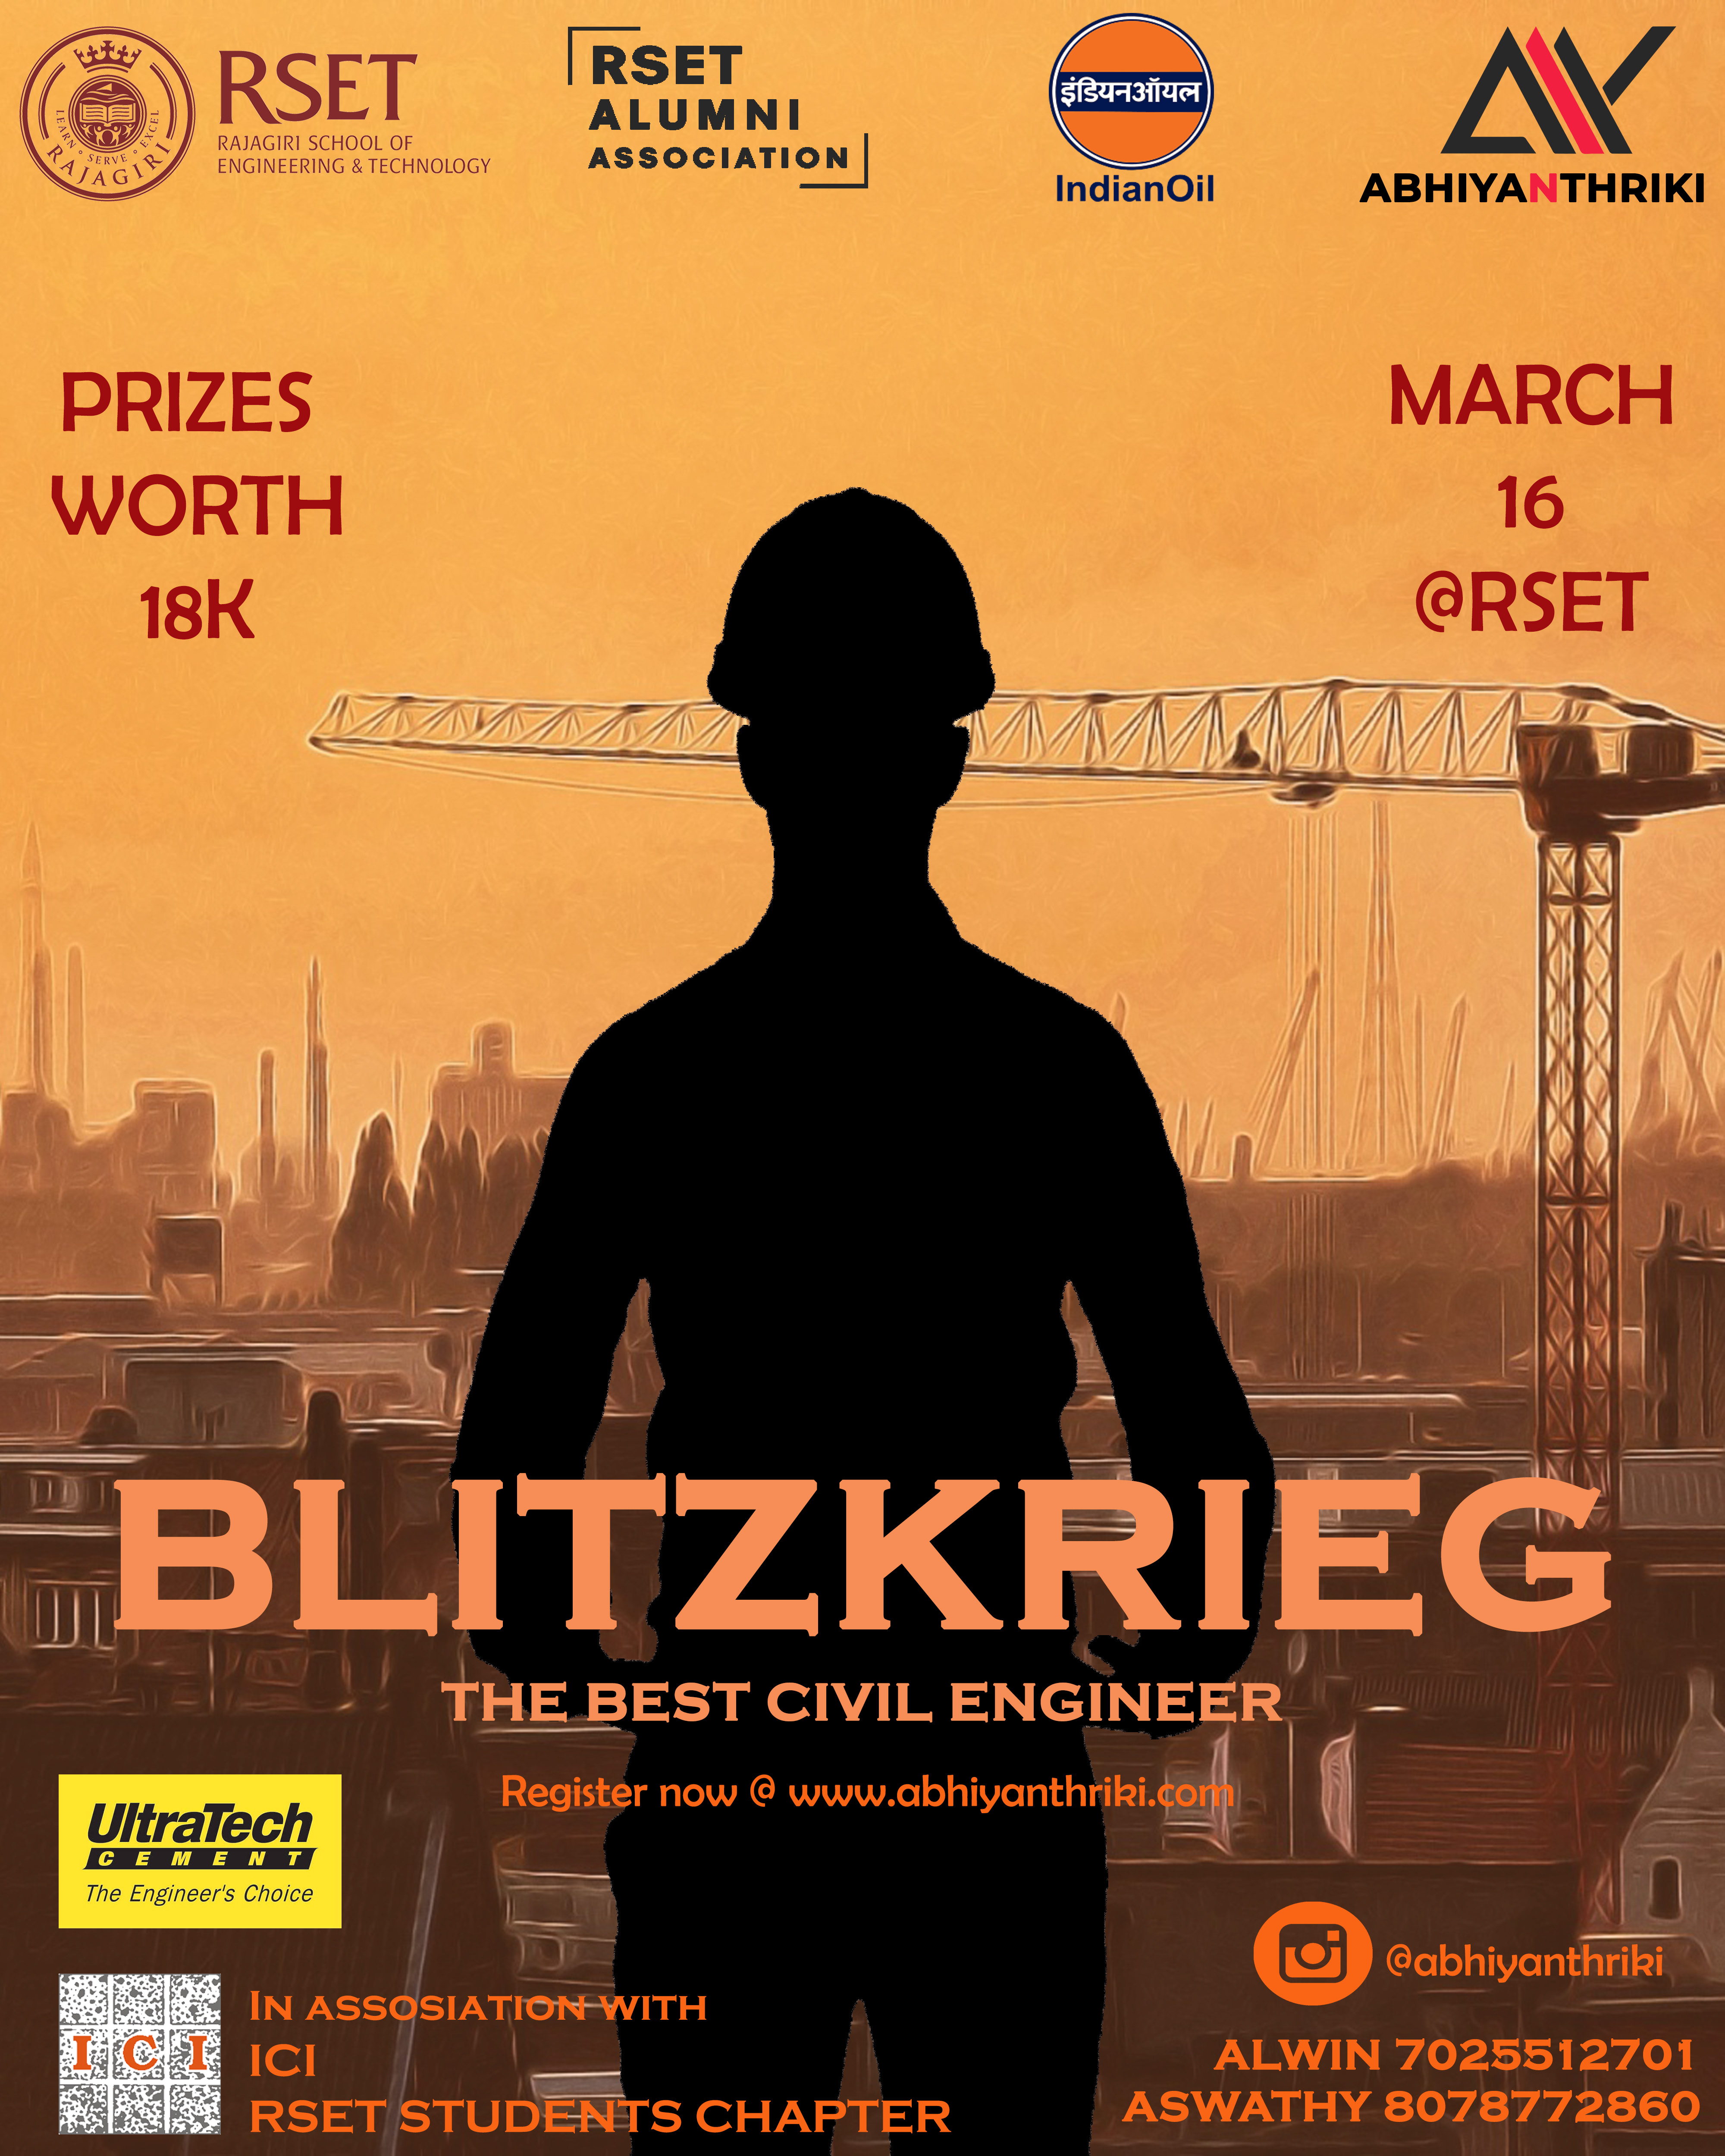 LEARN ∘ SERVE ∘ EXCEL
RAJAGIRI
RSET
RAJAGIRI SCHOOL OF
ENGINEERING & TECHNOLOGY
RSET
ALUMNI
ASSOCIATION
इंडियनऑयल
IndianOil
ABHIYANTHRIKI
PRIZES
WORTH
18K
MARCH
16
@RSET
BLITZKRIEG
THE BEST CIVIL ENGINEER
Register now @ www.abhiyanthriki.com
UltraTech
CEMENT
The Engineer's Choice
ICI
IN ASSOSIATION WITH
ICI
RSET STUDENTS CHAPTER
@abhiyanthriki
ALWIN 7025512701
ASWATHY 8078772860